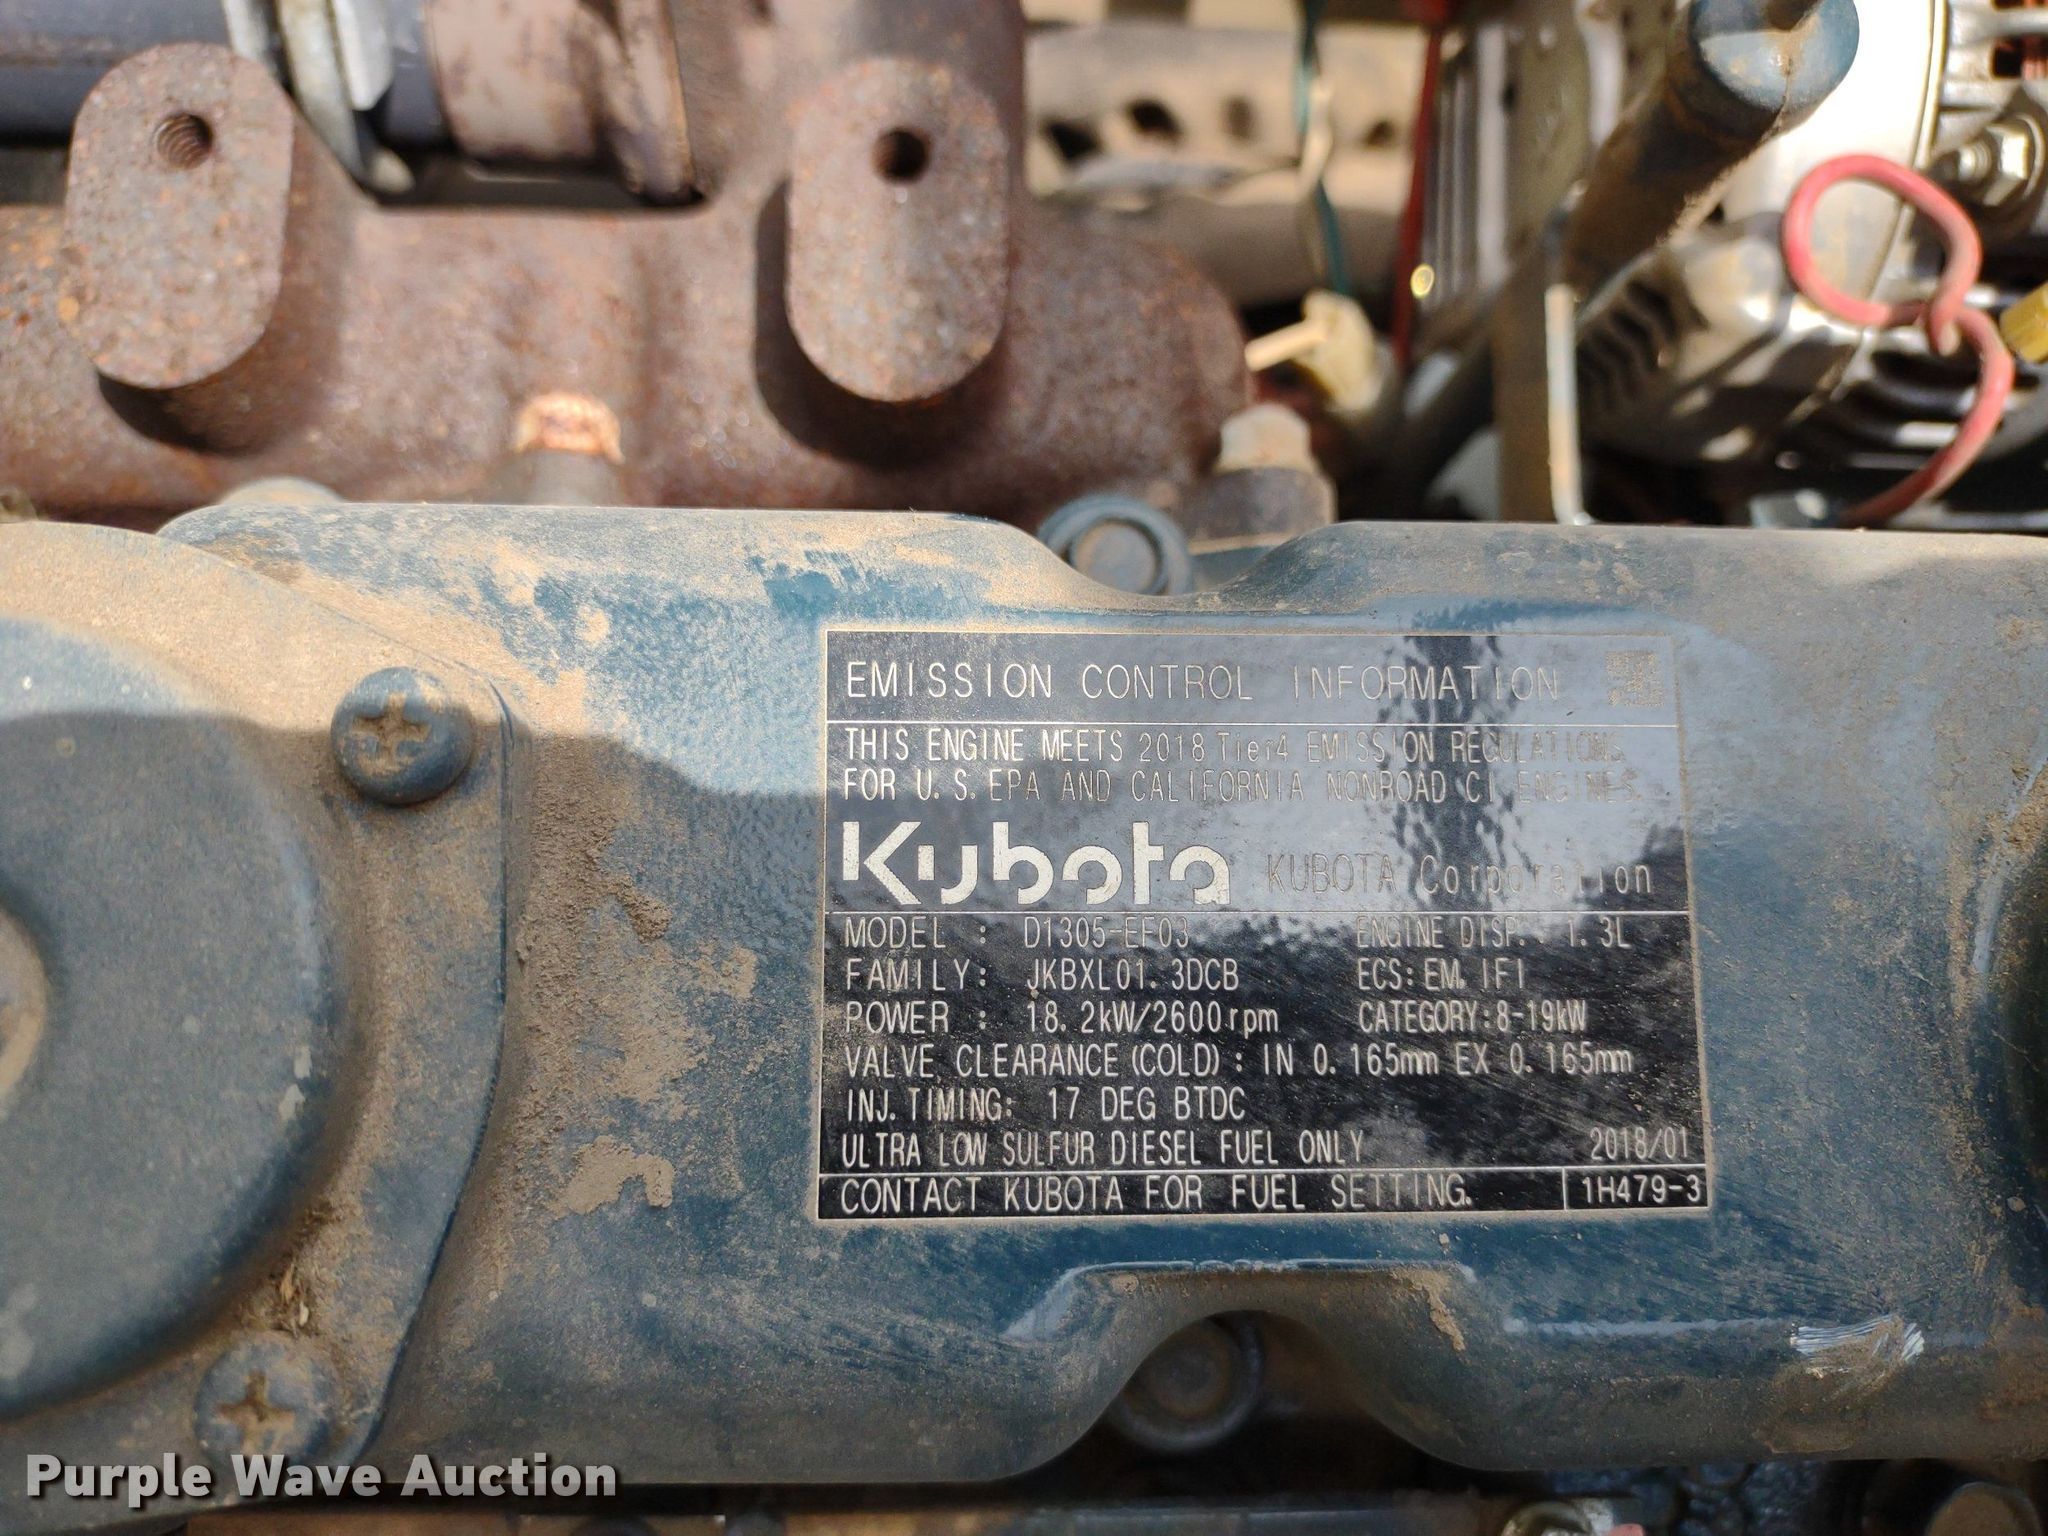 EMISSION CONTROL INFORMATION
THIS ENGINE MEETS 2018 Tier4 EMISSION REGULATIONS
FOR U.S. EPA AND CALIFORNIA NONROAD CI ENGINES.
Kubota KUBOTA Corporation
MODEL : D1305-EF03 ENGINE DISP. : 1.3L
FAMILY: JKBXL01.3DCB ECS:EM.IFI
POWER : 18.2kW/2600rpm CATEGORY:8-19kW
VALVE CLEARANCE(COLD): IN 0.165mm EX 0.165mm
INJ.TIMING: 17 DEG BTDC
ULTRA LOW SULFUR DIESEL FUEL ONLY 2018/01
CONTACT KUBOTA FOR FUEL SETTING. 1H479-3
Purple Wave Auction